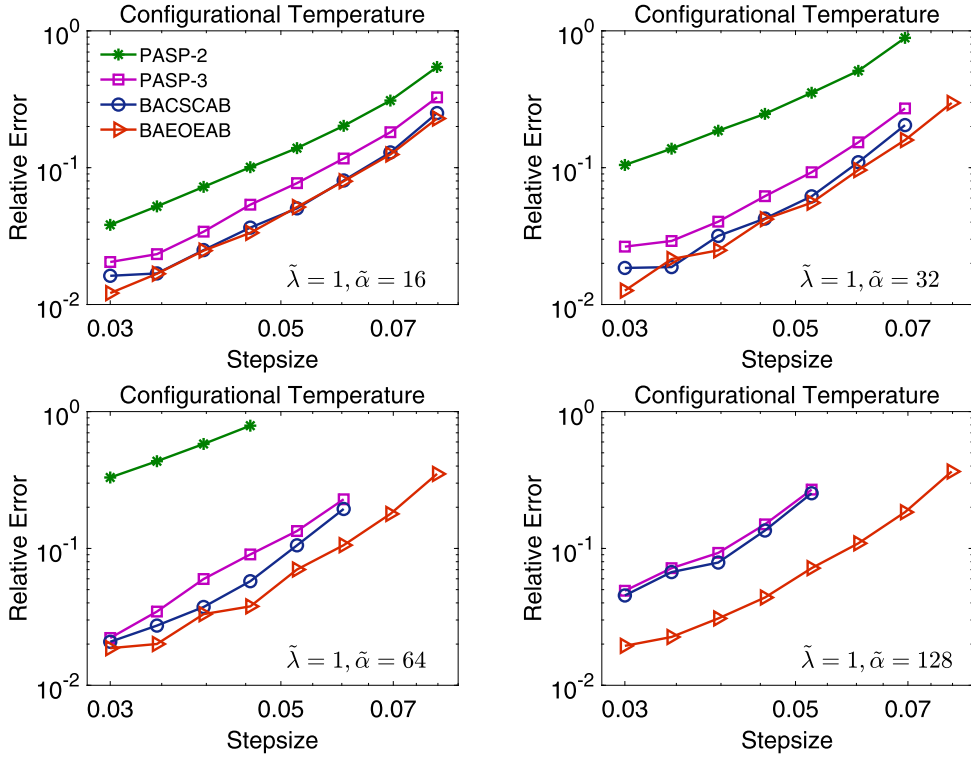 Configurational Temperature
10^0
PASP-2
PASP-3
BACSCAB
BAEOEAB
10^{-1}
Relative Error
λ̃ = 1, α̃ = 16
10^{-2}
0.03
0.05
0.07
Stepsize
Configurational Temperature
10^0
10^{-1}
Relative Error
λ̃ = 1, α̃ = 32
10^{-2}
0.03
0.05
0.07
Stepsize
Configurational Temperature
10^0
10^{-1}
Relative Error
λ̃ = 1, α̃ = 64
10^{-2}
0.03
0.05
0.07
Stepsize
Configurational Temperature
10^0
10^{-1}
Relative Error
λ̃ = 1, α̃ = 128
10^{-2}
0.03
0.05
0.07
Stepsize